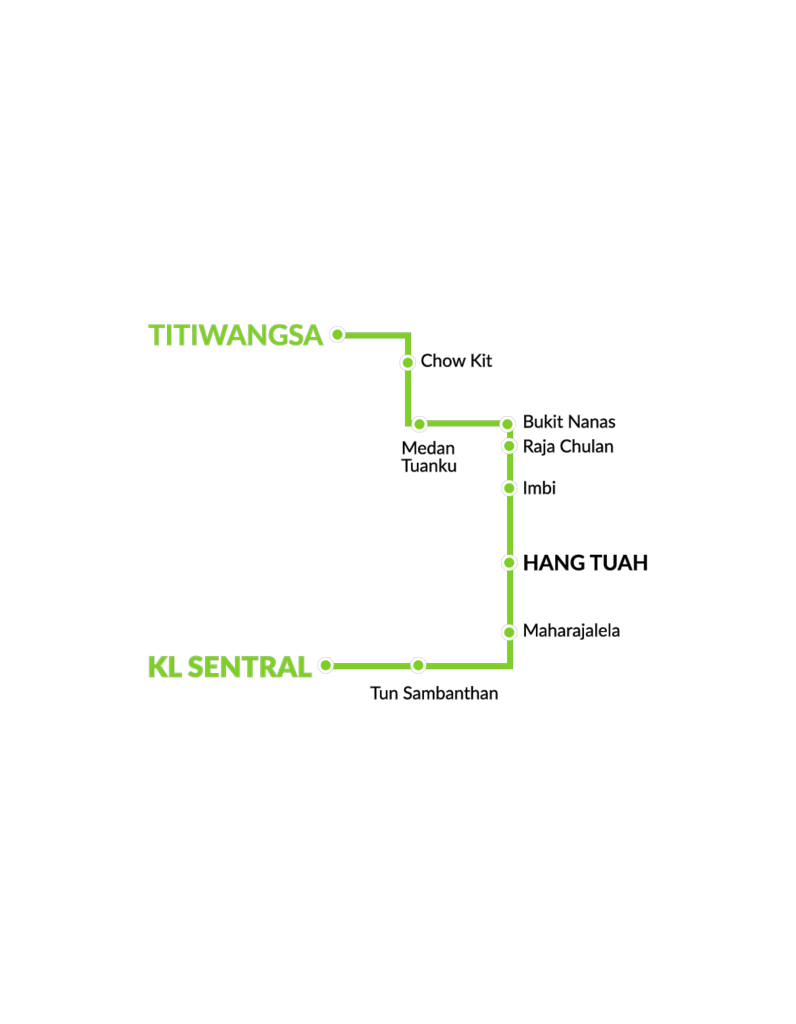 TITIWANGSA
Chow Kit
Bukit Nanas
Medan
Tuanku
Raja Chulan
Imbi
HANG TUAH
Maharajalela
KL SENTRAL
Tun Sambanthan